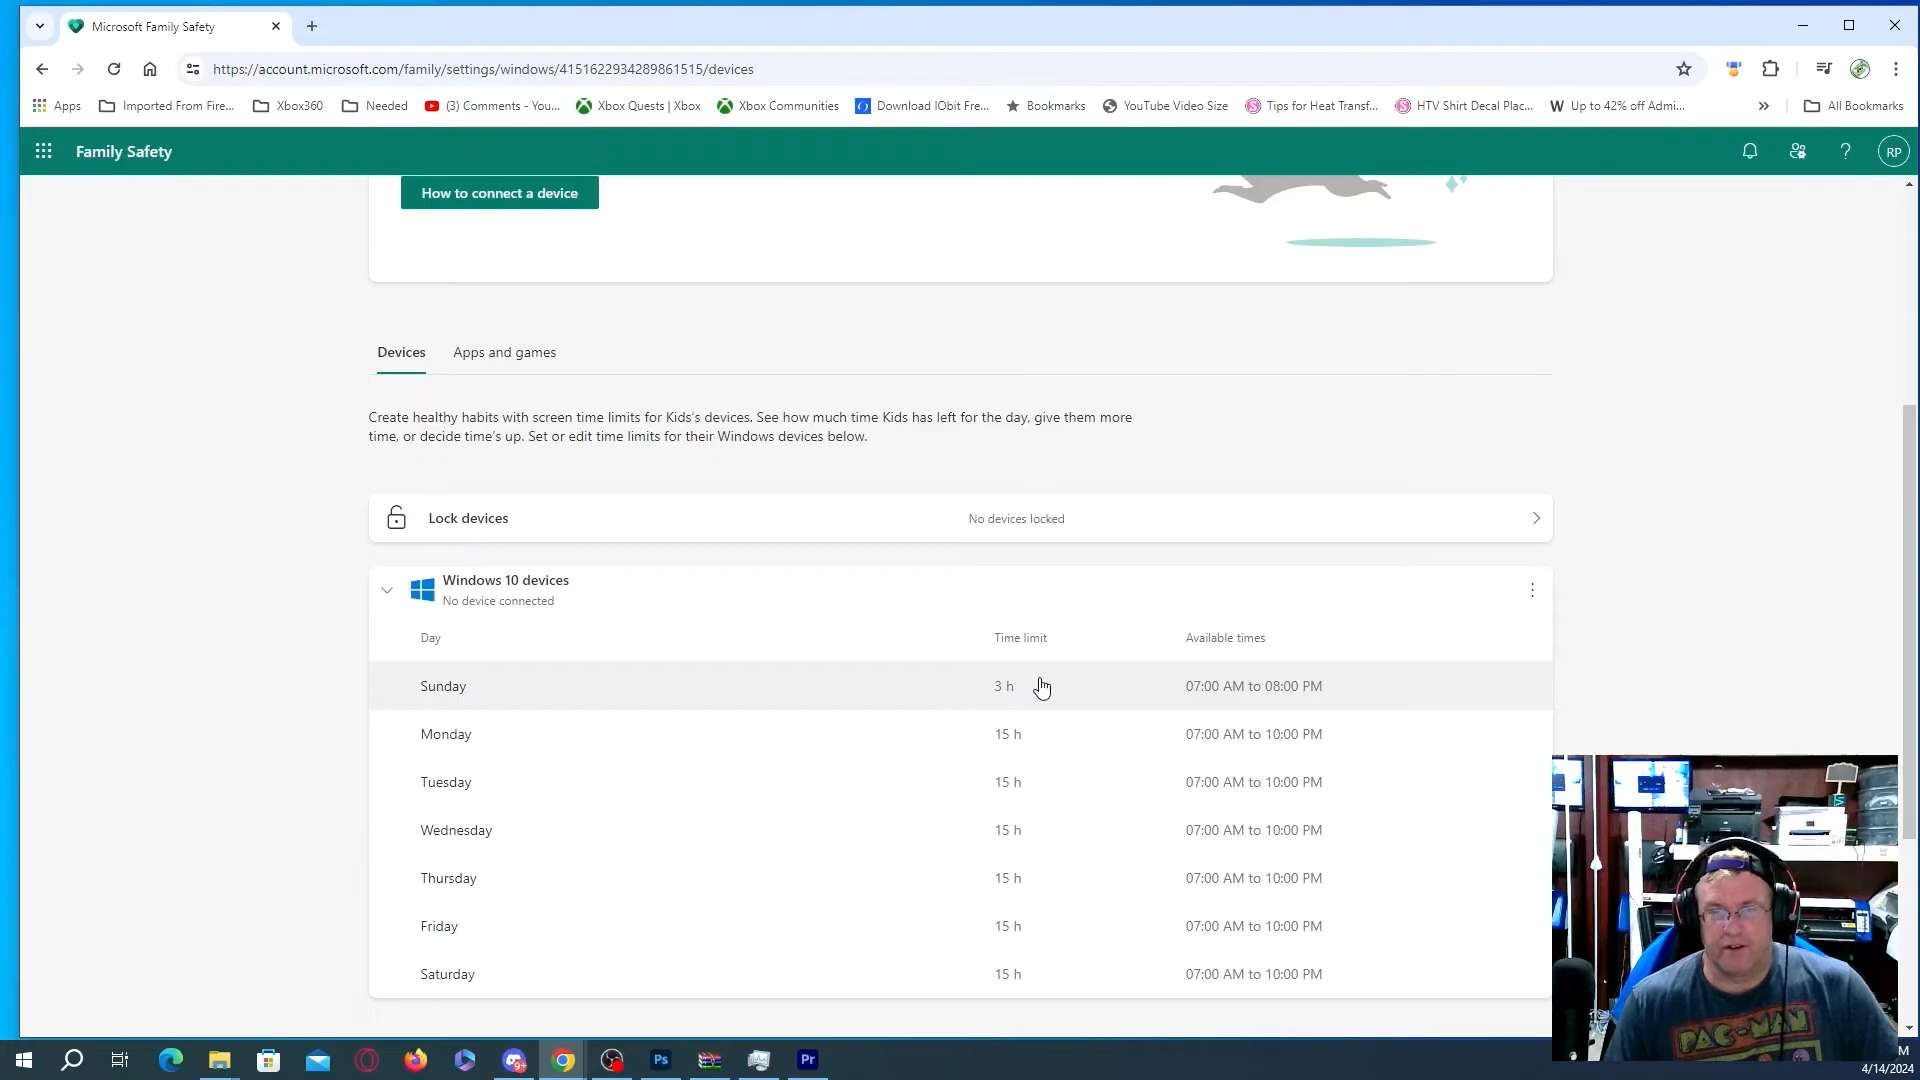 Microsoft Family Safety
https://account.microsoft.com/family/settings/windows/4151622934289861515/devices
Apps
Imported From Fire...
Xbox360
Needed
(3) Comments - You...
Xbox Quests | Xbox
Xbox Communities
Download IObit Fre...
Bookmarks
YouTube Video Size
Tips for Heat Transf...
HTV Shirt Decal Plac...
Up to 42% off Admi...
All Bookmarks
Family Safety
RP
How to connect a device
Devices
Apps and games
Create healthy habits with screen time limits for Kids's devices. See how much time Kids has left for the day, give them more
time, or decide time's up. Set or edit time limits for their Windows devices below.
Lock devices
No devices locked
Windows 10 devices
No device connected
Day Time limit Available times
Sunday 3 h 07:00 AM to 08:00 PM
Monday 15 h 07:00 AM to 10:00 PM
Tuesday 15 h 07:00 AM to 10:00 PM
Wednesday 15 h 07:00 AM to 10:00 PM
Thursday 15 h 07:00 AM to 10:00 PM
Friday 15 h 07:00 AM to 10:00 PM
Saturday 15 h 07:00 AM to 10:00 PM
PAC-MAN
9+
Ps
Pr
M
4/14/2024